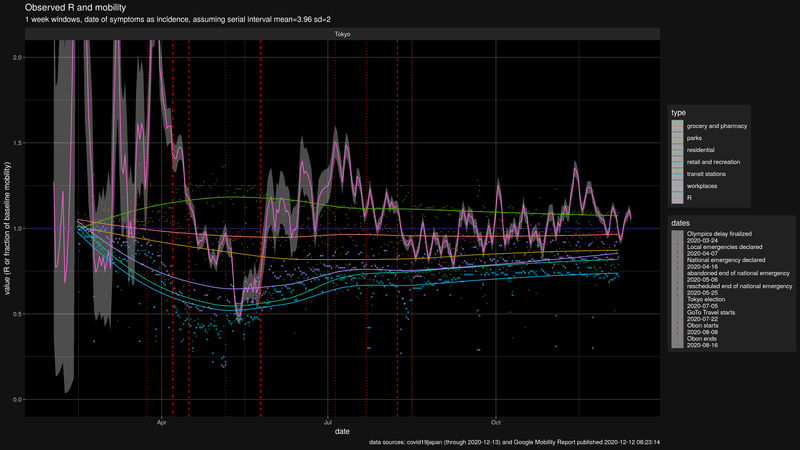 Observed R and mobility
1 week windows, date of symptoms as incidence, assuming serial interval mean=3.96 sd=2
Tokyo
2.0
1.5
1.0
0.5
0.0
value (R or fraction of baseline mobility)
Apr
Jul
Oct
date
type
grocery and pharmacy
parks
residential
retail and recreation
transit stations
workplaces
R
dates
Olympics delay finalized
2020-03-24
Local emergencies declared
2020-04-07
National emergency declared
2020-04-16
abandoned end of national emergency
2020-05-06
rescheduled end of national emergency
2020-05-25
Tokyo election
2020-07-05
GoTo Travel starts
2020-07-22
Obon starts
2020-08-08
Obon ends
2020-08-16
data sources: covid19japan (through 2020-12-13) and Google Mobility Report published 2020-12-12 08:23:14